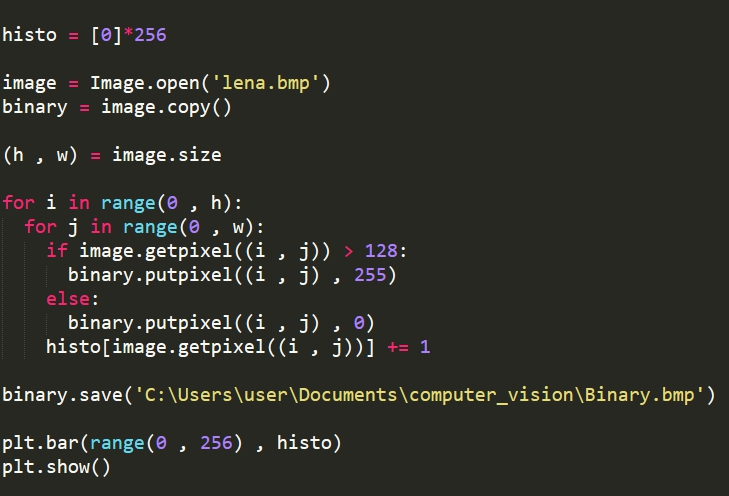 histo = [0]*256
image = Image.open('lena.bmp')
binary = image.copy()
(h , w) = image.size
for i in range(0 , h):
  for j in range(0 , w):
    if image.getpixel((i , j)) > 128:
      binary.putpixel((i , j) , 255)
    else:
      binary.putpixel((i , j) , 0)
    histo[image.getpixel((i , j))] += 1
binary.save('C:\Users\user\Documents\computer_vision\Binary.bmp')
plt.bar(range(0 , 256) , histo)
plt.show()